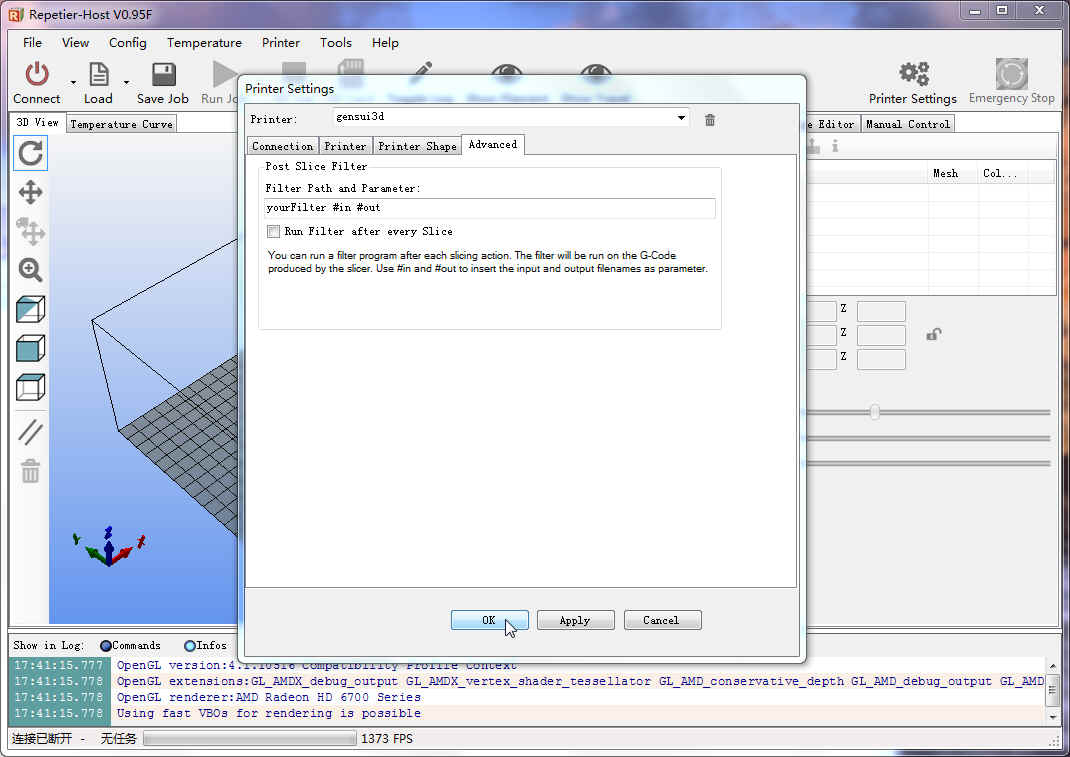 Repetier-Host V0.95F
File View Config Temperature Printer Tools Help
Connect Load Save Job Run Printer Settings Emergency Stop
3D View Temperature Curve
Editor Manual Control
Printer Settings
Printer: gensui3d
Connection Printer Printer Shape Advanced
Post Slice Filter
Filter Path and Parameter:
yourFilter #in #out
Run Filter after every Slice
You can run a filter program after each slicing action. The filter will be run on the G-Code
produced by the slicer. Use #in and #out to insert the input and output filenames as parameter.
Mesh Col...
Z
Z
Z
Y Z X
OK Apply Cancel
Show in Log: Commands Infos
17:41:15.777 OpenGL version:4.1.10516 Compatibility Profile Context
17:41:15.778 OpenGL extensions:GL_AMDX_debug_output GL_AMDX_vertex_shader_tessellator GL_AMD_conservative_depth GL_AMD_debug_output GL_AMD
17:41:15.778 OpenGL renderer:AMD Radeon HD 6700 Series
17:41:15.778 Using fast VBOs for rendering is possible
连接已断开 - 无任务 1373 FPS